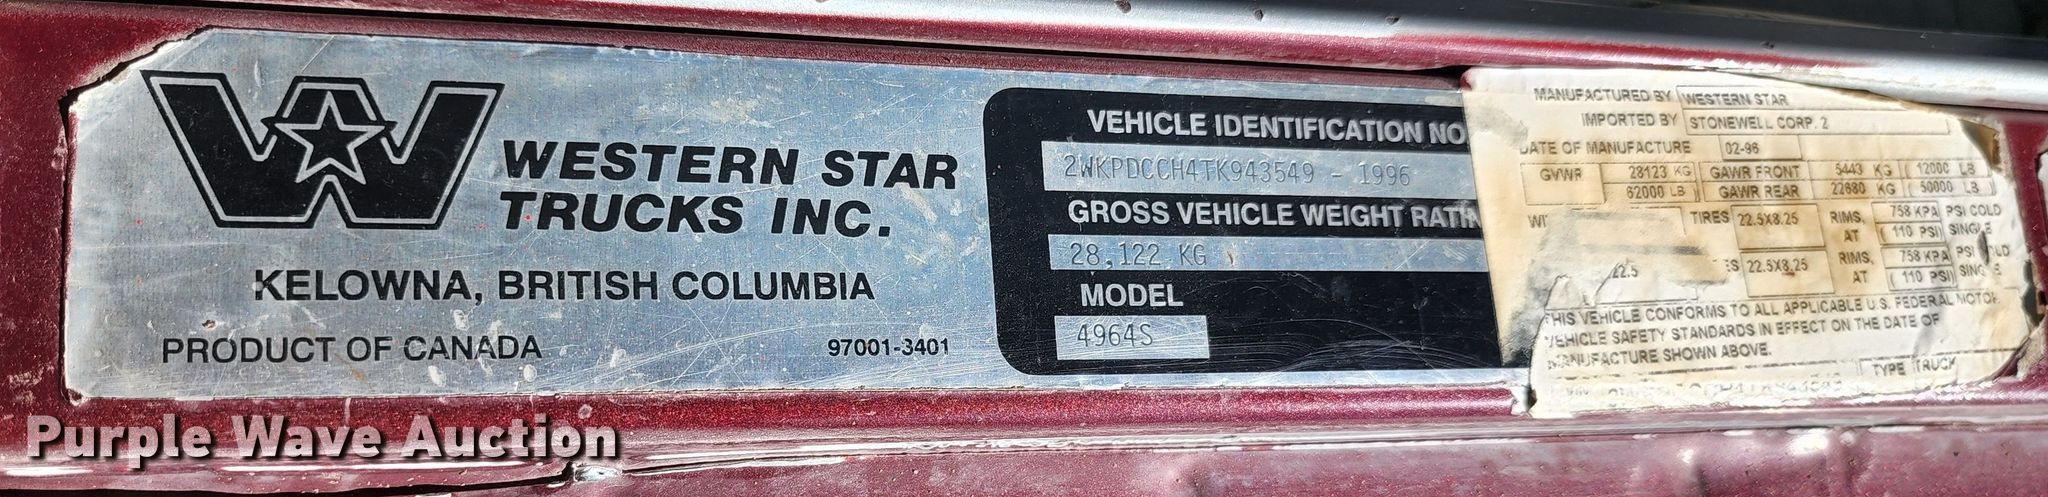 WESTERN STAR
TRUCKS INC.
KELOWNA, BRITISH COLUMBIA
PRODUCT OF CANADA
97001-3401
VEHICLE IDENTIFICATION NO
2WKPDCCH4TK943549 - 1996
GROSS VEHICLE WEIGHT RATIN
28,122 KG
MODEL
4964S
MANUFACTURED BY WESTERN STAR
IMPORTED BY STONEWELL CORP. 2
DATE OF MANUFACTURE 02-96
GVWR 28123 KG GAWR FRONT 5443 KG 12000 LB
62000 LB ) GAWR REAR 22680 KG ( 50000 LB )
TIRES 22.5X8.25 RIMS, AT 758 KPA ( 110 PSI) PSI COLD SINGLE
22.5 ES 22.5X8.25 RIMS, AT 758 KPA ( 110 PSI)
THIS VEHICLE CONFORMS TO ALL APPLICABLE U.S. FEDERAL MOTOR
VEHICLE SAFETY STANDARDS IN EFFECT ON THE DATE OF
MANUFACTURE SHOWN ABOVE.
TYPE TRUCK
Purple Wave Auction